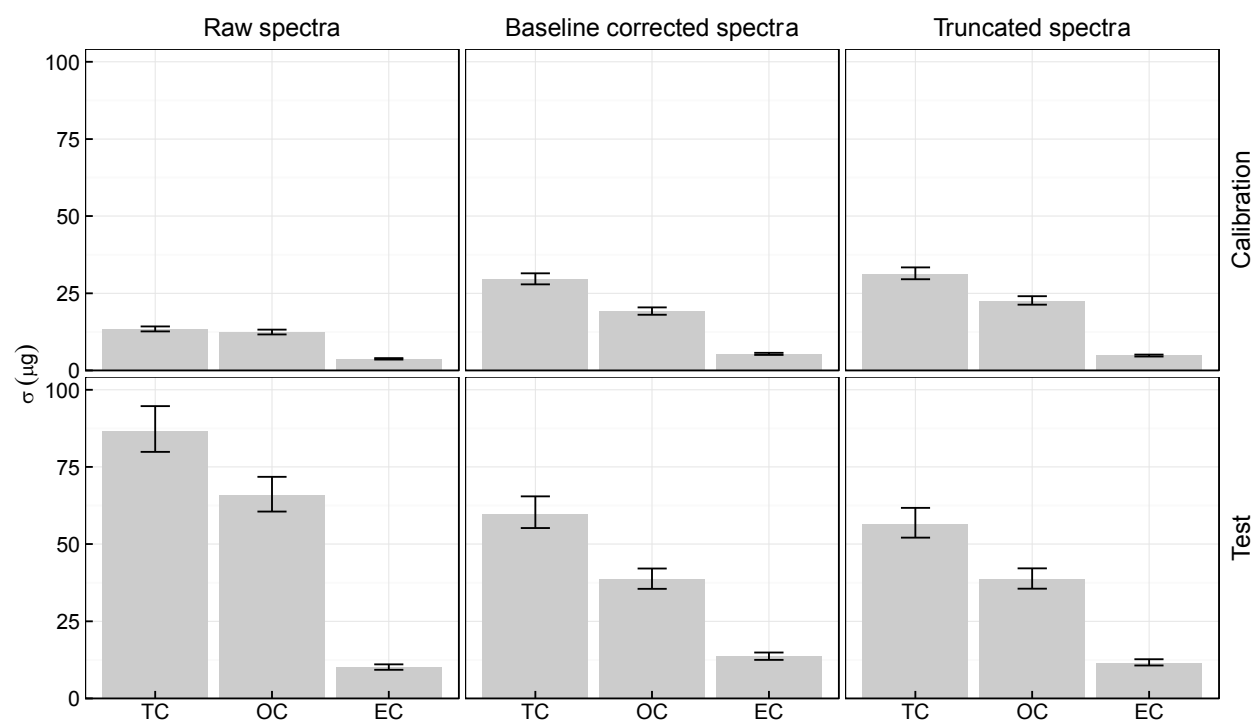 Raw spectra
Baseline corrected spectra
Truncated spectra
100
75
50
25
0
Calibration
σ (μg)
100
75
50
25
0
Test
TC OC EC
TC OC EC
TC OC EC